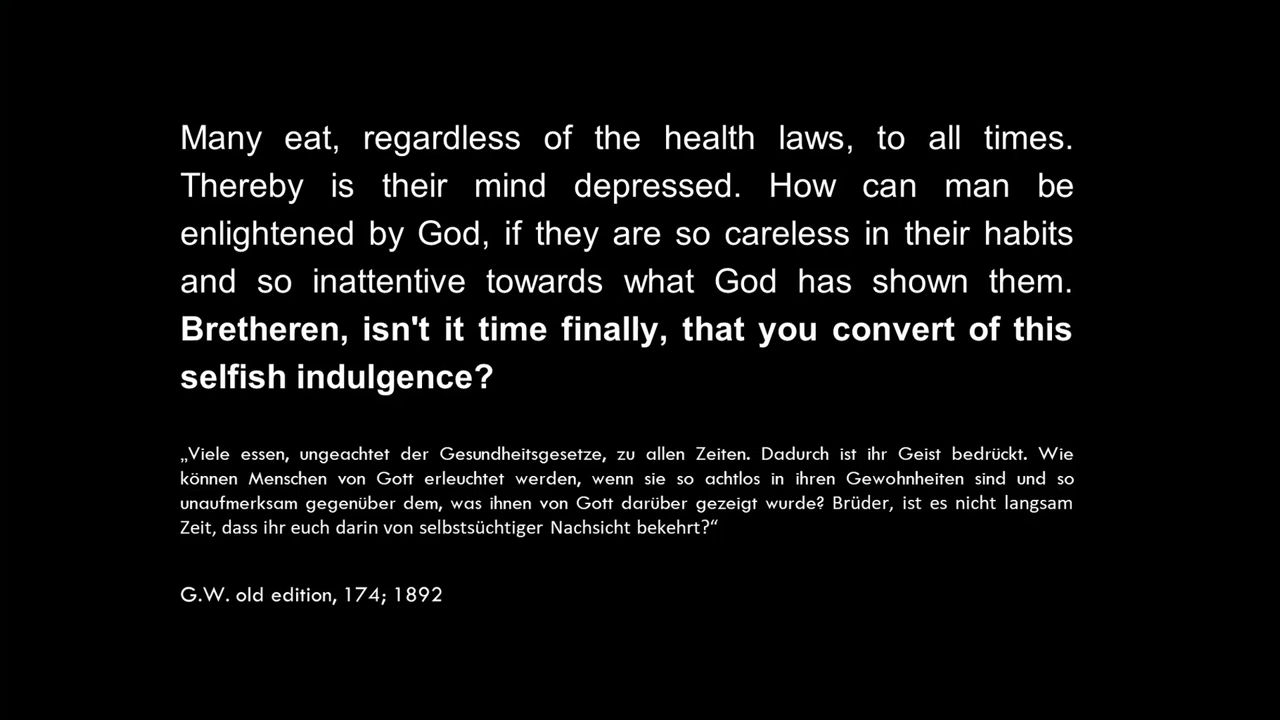 Many eat, regardless of the health laws, to all times.
Thereby is their mind depressed. How can man be
enlightened by God, if they are so careless in their habits
and so inattentive towards what God has shown them.
Bretheren, isn't it time finally, that you convert of this
selfish indulgence?
„Viele essen, ungeachtet der Gesundheitsgesetze, zu allen Zeiten. Dadurch ist ihr Geist bedrückt. Wie
können Menschen von Gott erleuchtet werden, wenn sie so achtlos in ihren Gewohnheiten sind und so
unaufmerksam gegenüber dem, was ihnen von Gott darüber gezeigt wurde? Brüder, ist es nicht langsam
Zeit, dass ihr euch darin von selbstsüchtiger Nachsicht bekehrt?“
G.W. old edition, 174; 1892